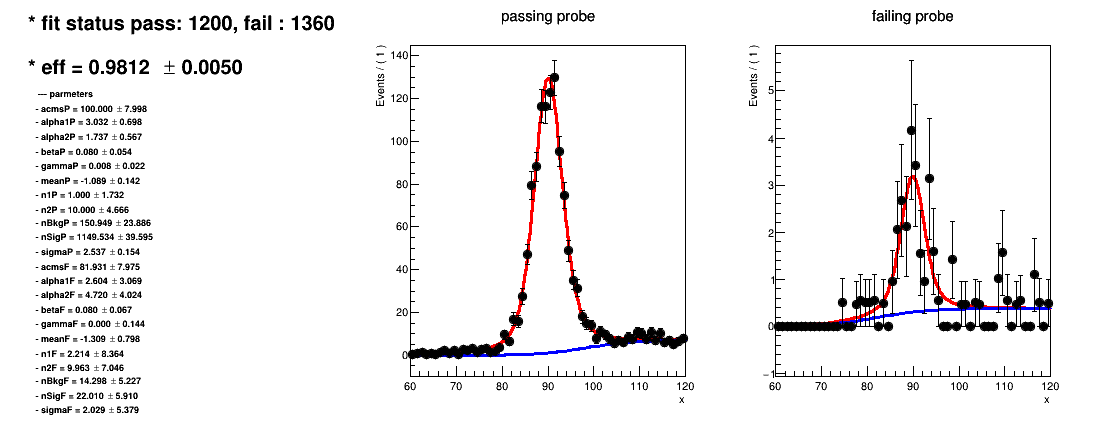 * fit status pass: 1200, fail : 1360
* eff = 0.9812 ± 0.0050
--- parmeters
- acmsP = 100.000 ± 7.998
- alpha1P = 3.032 ± 0.698
- alpha2P = 1.737 ± 0.567
- betaP = 0.080 ± 0.054
- gammaP = 0.008 ± 0.022
- meanP = -1.089 ± 0.142
- n1P = 1.000 ± 1.732
- n2P = 10.000 ± 4.666
- nBkgP = 150.949 ± 23.886
- nSigP = 1149.534 ± 39.595
- sigmaP = 2.537 ± 0.154
- acmsF = 81.931 ± 7.975
- alpha1F = 2.604 ± 3.069
- alpha2F = 4.720 ± 4.024
- betaF = 0.080 ± 0.067
- gammaF = 0.000 ± 0.144
- meanF = -1.309 ± 0.798
- n1F = 2.214 ± 8.364
- n2F = 9.963 ± 7.046
- nBkgF = 14.298 ± 5.227
- nSigF = 22.010 ± 5.910
- sigmaF = 2.029 ± 5.379
passing probe
Events / ( 1 )
140
120
100
80
60
40
20
0
60 70 80 90 100 110 120
x
failing probe
Events / ( 1 )
5
4
3
2
1
0
−1
60 70 80 90 100 110 120
x